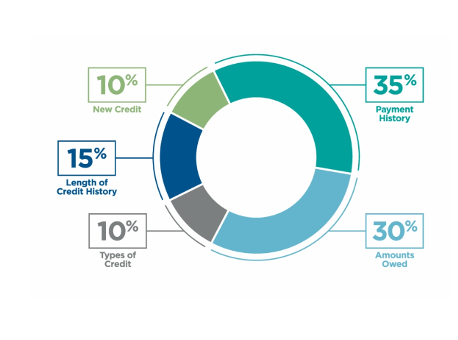 10%
New Credit
35%
Payment
History
15%
Length of
Credit History
10%
Types of
Credit
30%
Amounts
Owed